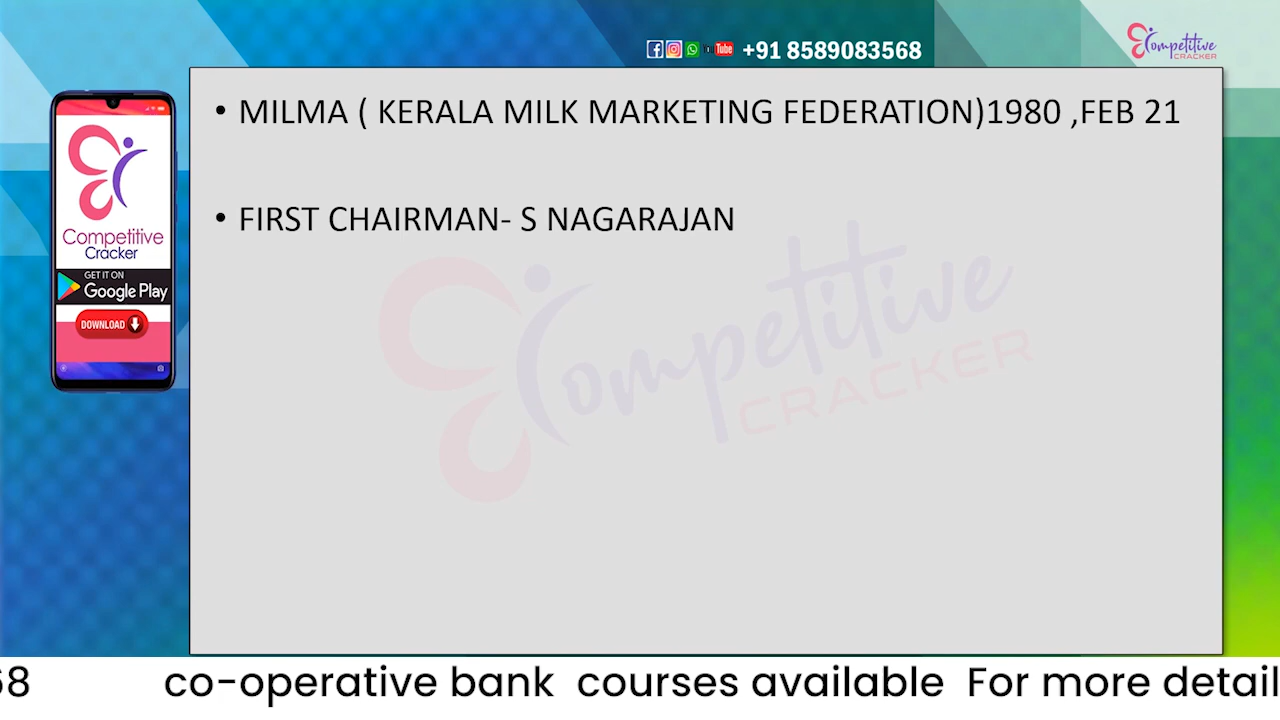 +91 8589083568
Competitive
CRACKER
• MILMA ( KERALA MILK MARKETING FEDERATION)1980 ,FEB 21
• FIRST CHAIRMAN- S NAGARAJAN
Competitive
Cracker
GET IT ON
Google Play
DOWNLOAD
Competitive
CRACKER
Tube
68 co-operative bank courses available For more detail